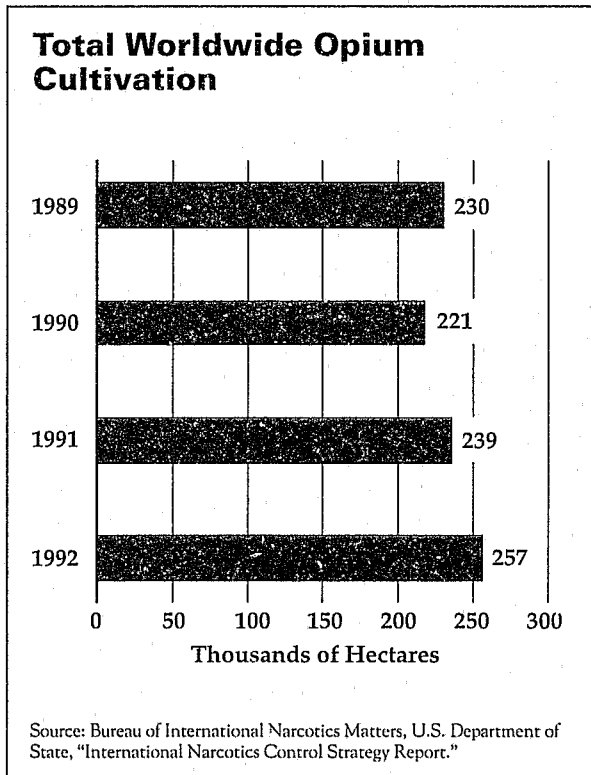 Total Worldwide Opium
Cultivation
1989 230
1990 221
1991 239
1992 257
0 50 100 150 200 250 300
Thousands of Hectares
Source: Bureau of International Narcotics Matters, U.S. Department of
State, “International Narcotics Control Strategy Report.”